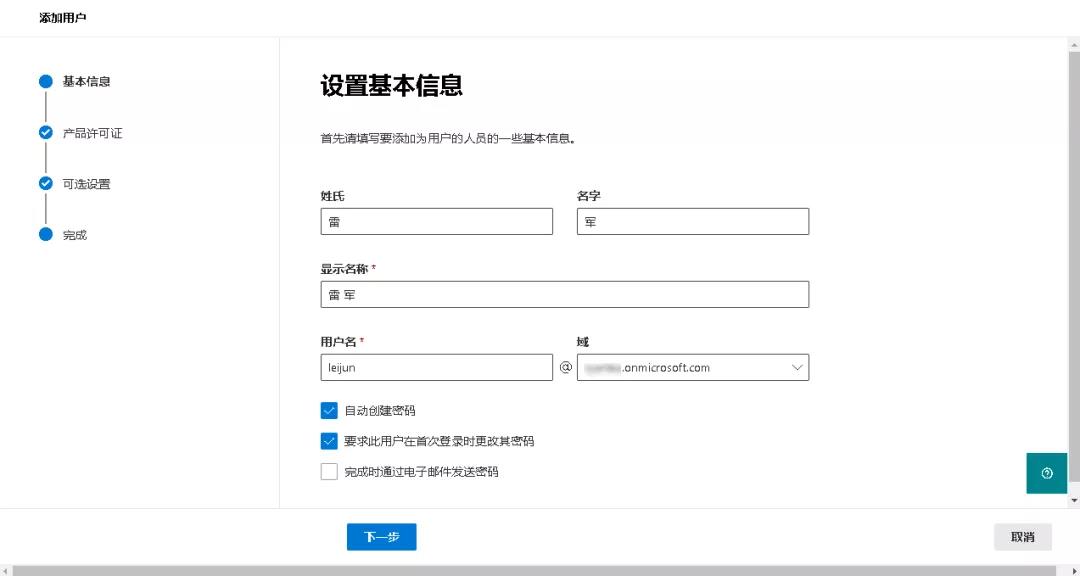 添加用户
基本信息
产品许可证
可选设置
完成
设置基本信息
首先请填写要添加为用户的人员的一些基本信息。
姓氏 名字
雷 军
显示名称 *
雷 军
用户名 * 域
leijun @ .onmicrosoft.com
自动创建密码
要求此用户在首次登录时更改其密码
完成时通过电子邮件发送密码
下一步 取消